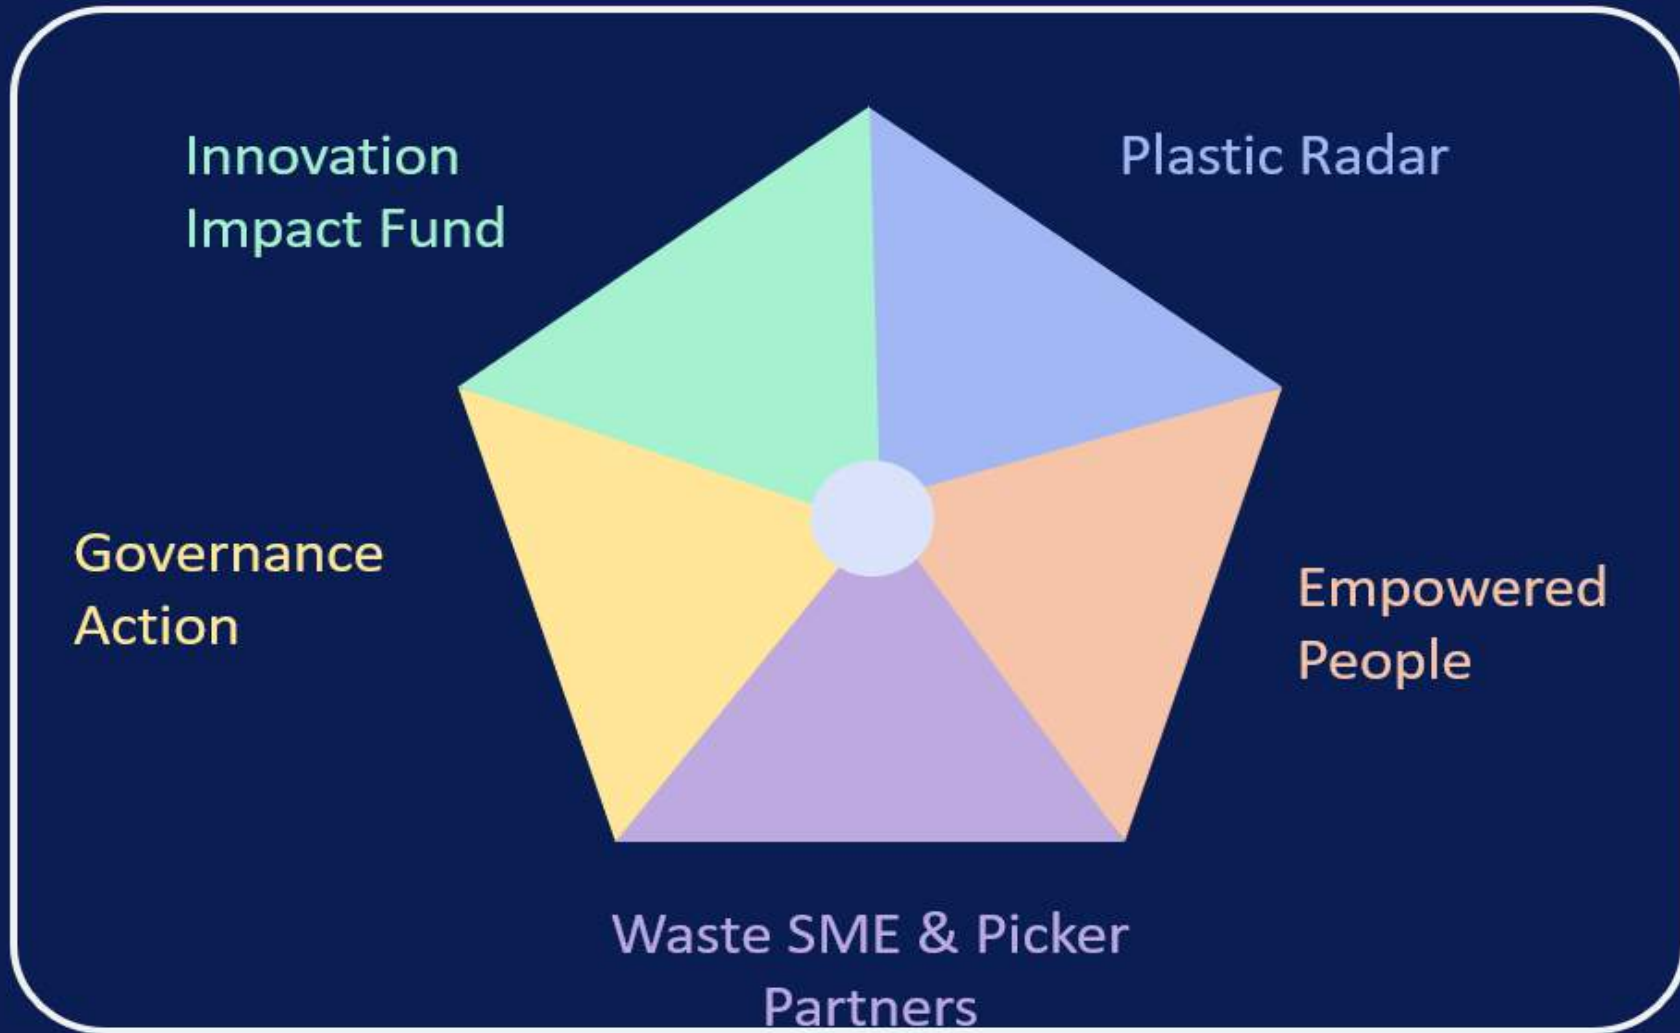 Innovation
Impact Fund
Plastic Radar
Governance
Action
Empowered
People
Waste SME & Picker
Partners